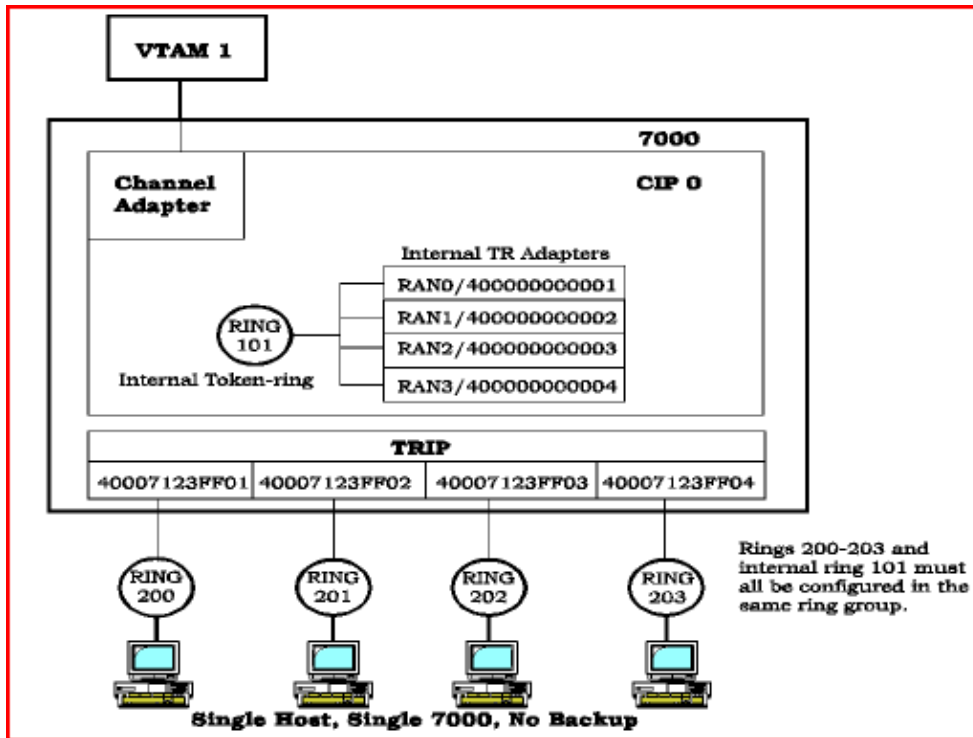 VTAM 1
7000
Channel
Adapter
CIP 0
Internal TR Adapters
RAN0/400000000001
RAN1/400000000002
RAN2/400000000003
RAN3/400000000004
RING
101
Internal Token-ring
TRIP
40007123FF01
40007123FF02
40007123FF03
40007123FF04
RING
200
RING
201
RING
202
RING
203
Rings 200-203 and
internal ring 101 must
all be configured in the
same ring group.
Single Host, Single 7000, No Backup